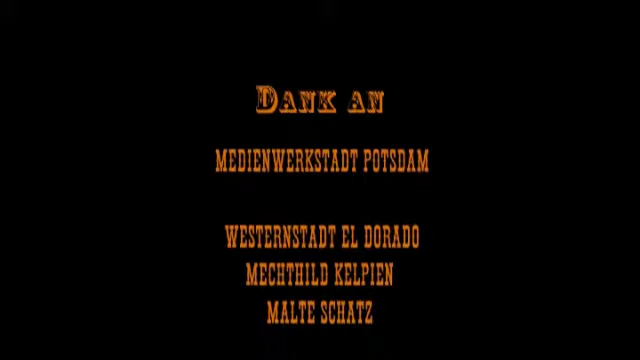 DANK AN
MEDIENWERKSTADT POTSDAM
WESTERNSTADT EL DORADO
MECHTHILD KELPIEN
MALTE SCHATZ